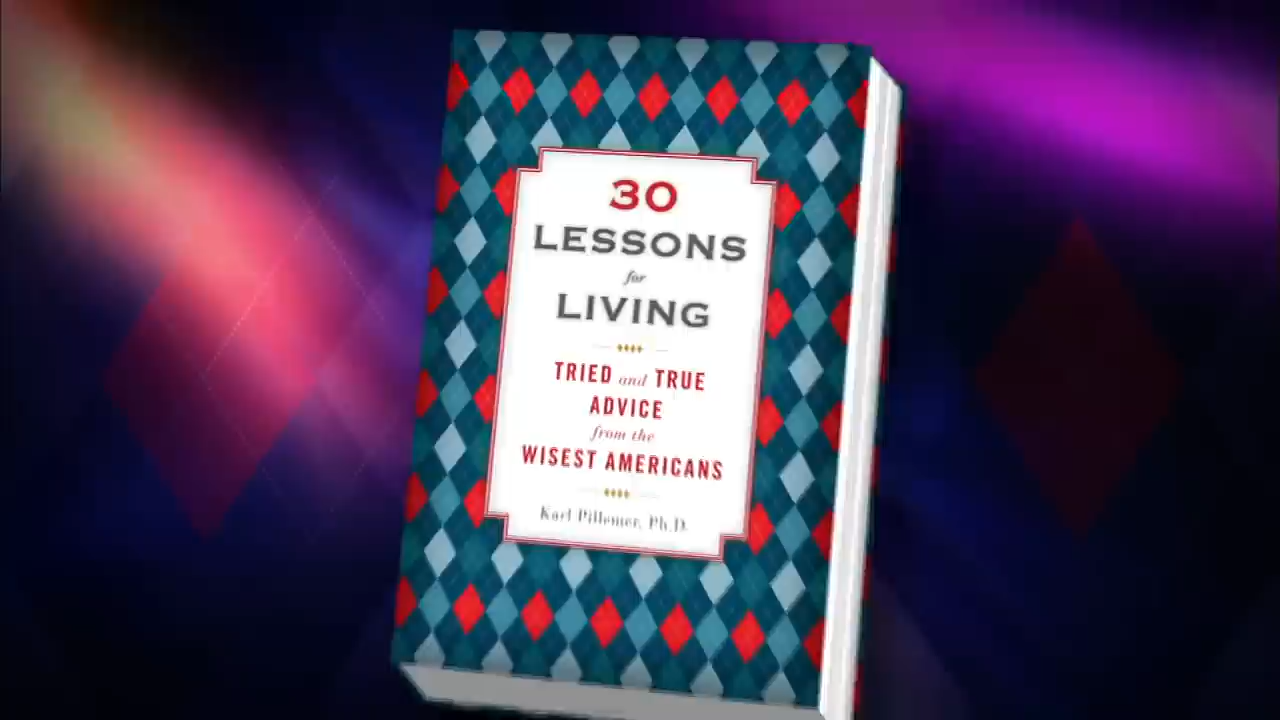 30
LESSONS
for
LIVING
TRIED and TRUE
ADVICE
from the
WISEST AMERICANS
Karl Pillemer, Ph.D.